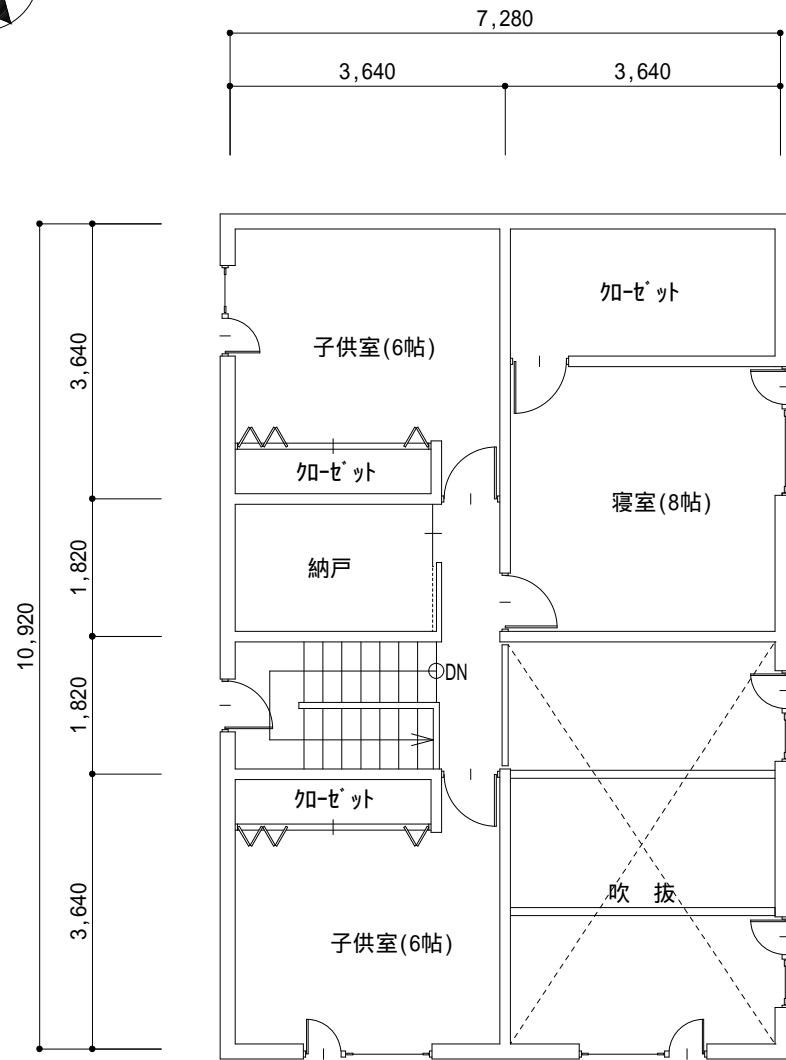 7,280
3,640 3,640
ｸﾛｰｾﾞｯﾄ
子供室(6帖)
3,640
ｸﾛｰｾﾞｯﾄ
寝室(8帖)
納戸
1,820
10,920
DN
1,820
ｸﾛｰｾﾞｯﾄ
吹 抜
3,640
子供室(6帖)